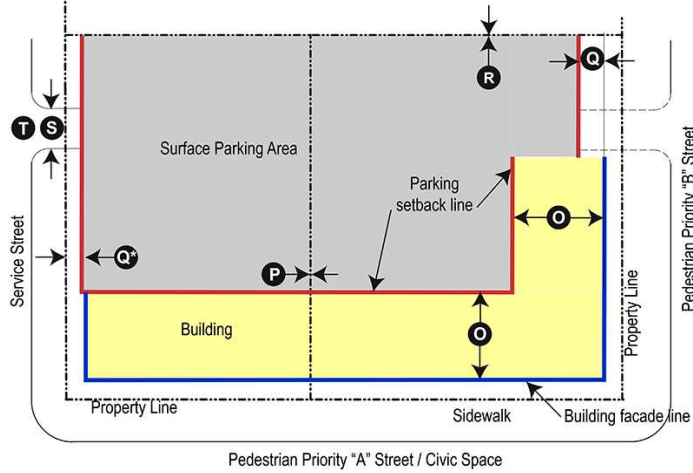 Q
R
T S
Surface Parking Area
Parking
setback line
O
Q*
P
Service Street
Building
O
Pedestrian Priority "B" Street
Property Line
Property Line
Sidewalk
Building facade line
Pedestrian Priority "A" Street / Civic Space